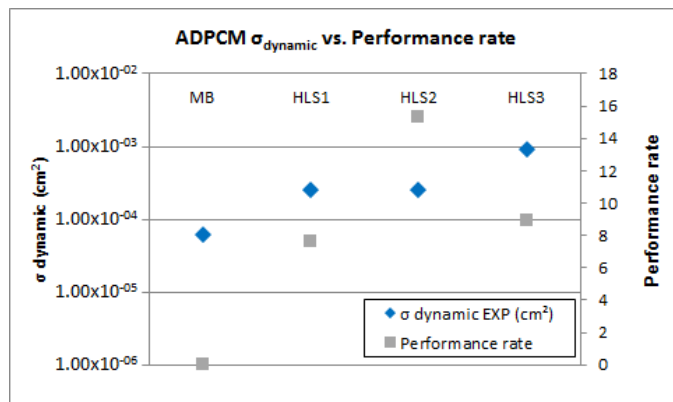 ADPCM σdynamic vs. Performance rate
1.00x10⁻⁰² 18
MB HLS1 HLS2 HLS3
16
1.00x10⁻⁰³ 14
12
1.00x10⁻⁰⁴ 10
8
1.00x10⁻⁰⁵ 6
4
2
1.00x10⁻⁰⁶ 0
σ dynamic (cm²)
Performance rate
σ dynamic EXP (cm²)
Performance rate